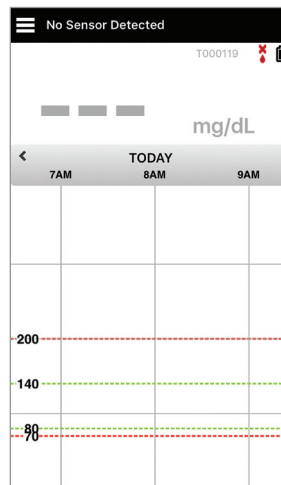 No Sensor Detected
T000119
mg/dL
TODAY
7AM 8AM 9AM
200
140
80
70